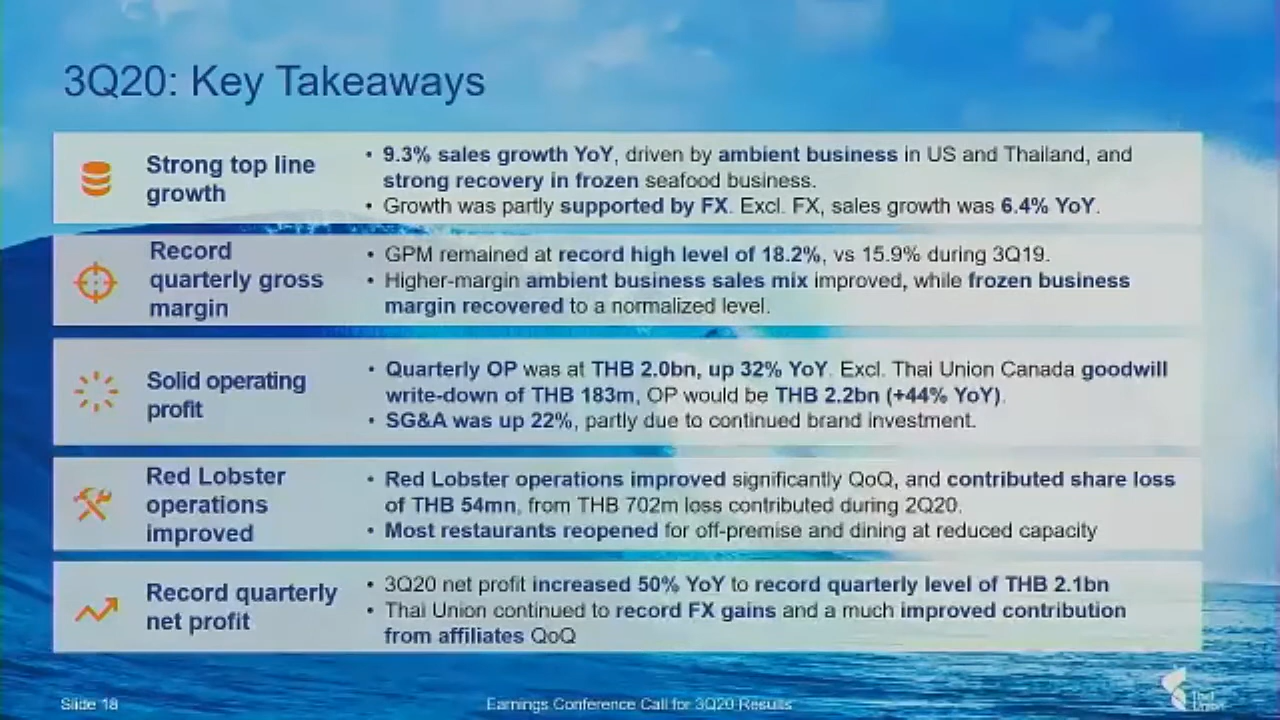 3Q20: Key Takeaways
Strong top line
growth
• 9.3% sales growth YoY, driven by ambient business in US and Thailand, and
strong recovery in frozen seafood business.
• Growth was partly supported by FX. Excl. FX, sales growth was 6.4% YoY.
Record
quarterly gross
margin
• GPM remained at record high level of 18.2%, vs 15.9% during 3Q19.
• Higher-margin ambient business sales mix improved, while frozen business
margin recovered to a normalized level.
Solid operating
profit
• Quarterly OP was at THB 2.0bn, up 32% YoY. Excl. Thai Union Canada goodwill
write-down of THB 183m, OP would be THB 2.2bn (+44% YoY).
• SG&A was up 22%, partly due to continued brand investment.
Red Lobster
operations
improved
• Red Lobster operations improved significantly QoQ, and contributed share loss
of THB 54mn, from THB 702m loss contributed during 2Q20.
• Most restaurants reopened for off-premise and dining at reduced capacity
Record quarterly
net profit
• 3Q20 net profit increased 50% YoY to record quarterly level of THB 2.1bn
• Thai Union continued to record FX gains and a much improved contribution
from affiliates QoQ
Slide 18
Earnings Conference Call for 3Q20 Results
Thai
Union